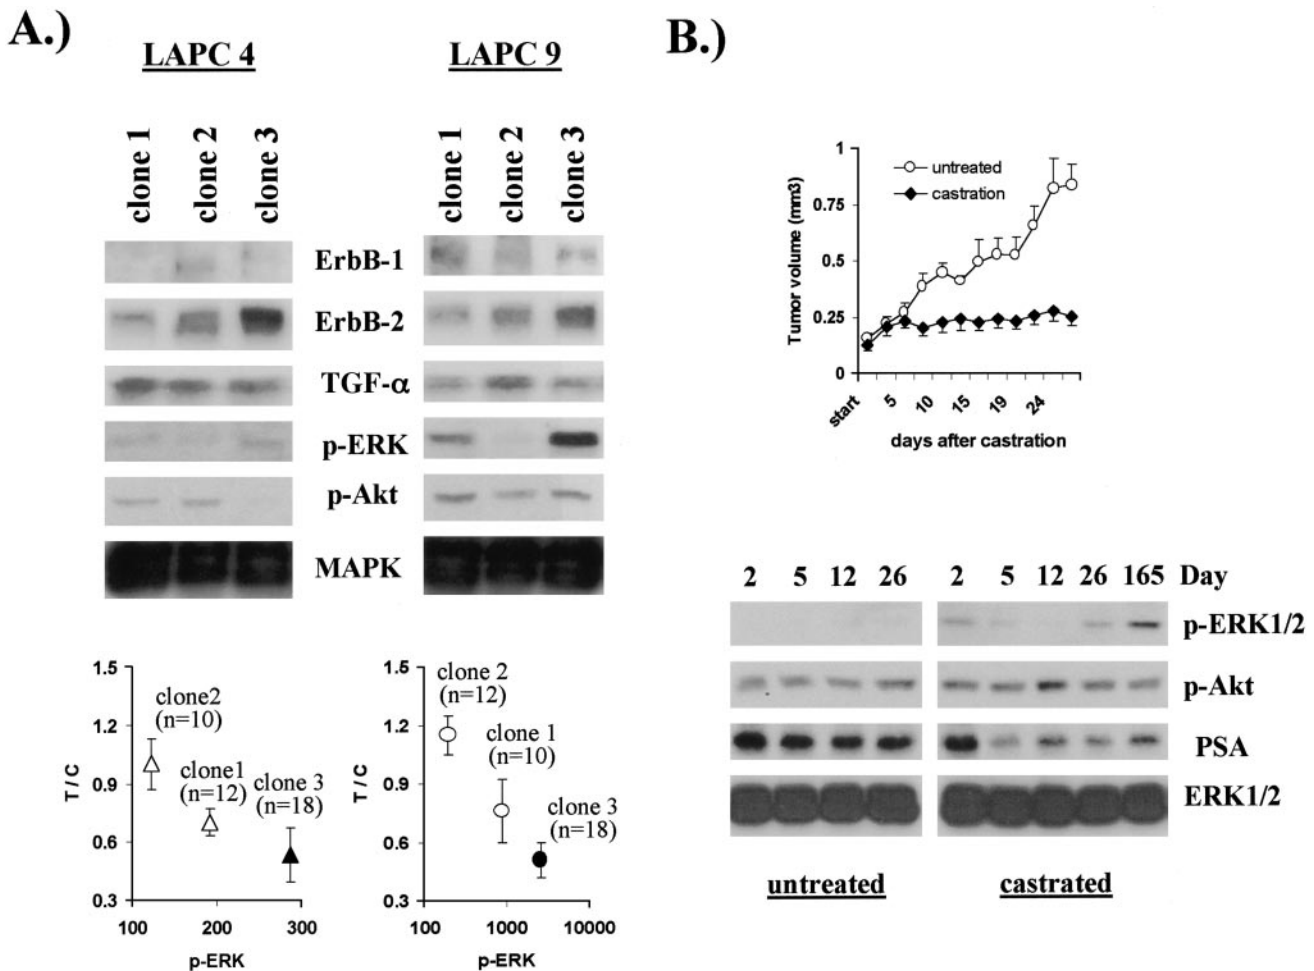 A.)
LAPC 4
LAPC 9
clone 1
clone 2
clone 3
clone 1
clone 2
clone 3
ErbB-1
ErbB-2
TGF-α
p-ERK
p-Akt
MAPK
1.5
1.2
0.9
0.6
0.3
T / C
clone2
(n=10)
clone1
(n=12)
clone 3
(n=18)
100 200 300
p-ERK
1.5
1.2
0.9
0.6
0.3
T / C
clone 2
(n=12)
clone 1
(n=10)
clone 3
(n=18)
100 1000 10000
p-ERK
B.)
1
0.75
0.5
0.25
0
Tumor volume (mm3)
untreated
castration
start 5 10 15 19 24
days after castration
2 5 12 26 2 5 12 26 165 Day
p-ERK1/2
p-Akt
PSA
ERK1/2
untreated
castrated